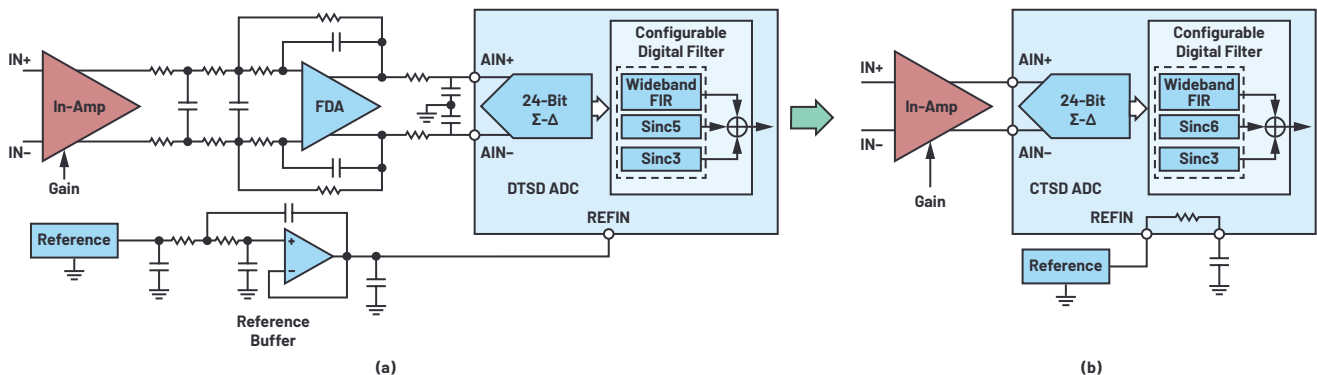 IN+
In-Amp
IN−
Gain
FDA
AIN+
24-Bit
Σ-Δ
AIN−
Configurable
Digital Filter
Wideband
FIR
Sinc5
Sinc3
DTSD ADC
REFIN
Reference
+
−
Reference
Buffer
(a)
IN+
In-Amp
IN−
Gain
AIN+
24-Bit
Σ-Δ
AIN−
Configurable
Digital Filter
Wideband
FIR
Sinc6
Sinc3
CTSD ADC
REFIN
Reference
(b)